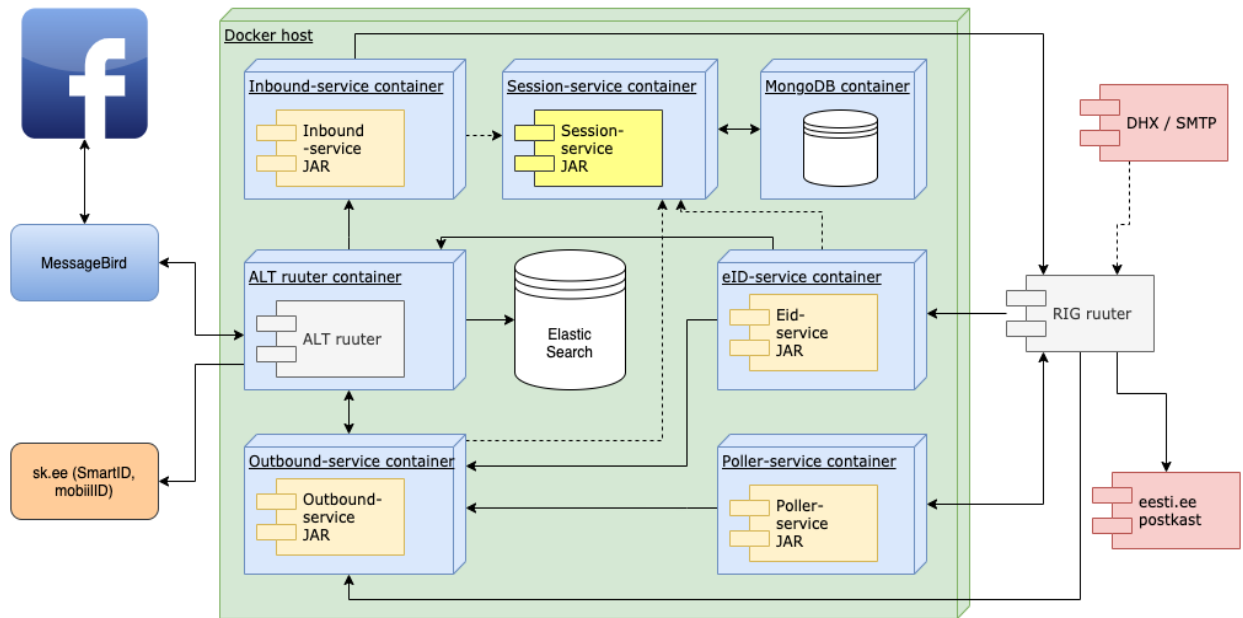 f
Docker host
Inbound-service container
Inbound
-service
JAR
Session-service container
Session-
service
JAR
MongoDB container
DHX / SMTP
MessageBird
ALT ruuter container
ALT ruuter
Elastic
Search
eID-service container
Eid-
service
JAR
RIG ruuter
sk.ee (SmartID,
mobiilID)
Outbound-service container
Outbound-
service
JAR
Poller-service container
Poller-
service
JAR
eesti.ee
postkast